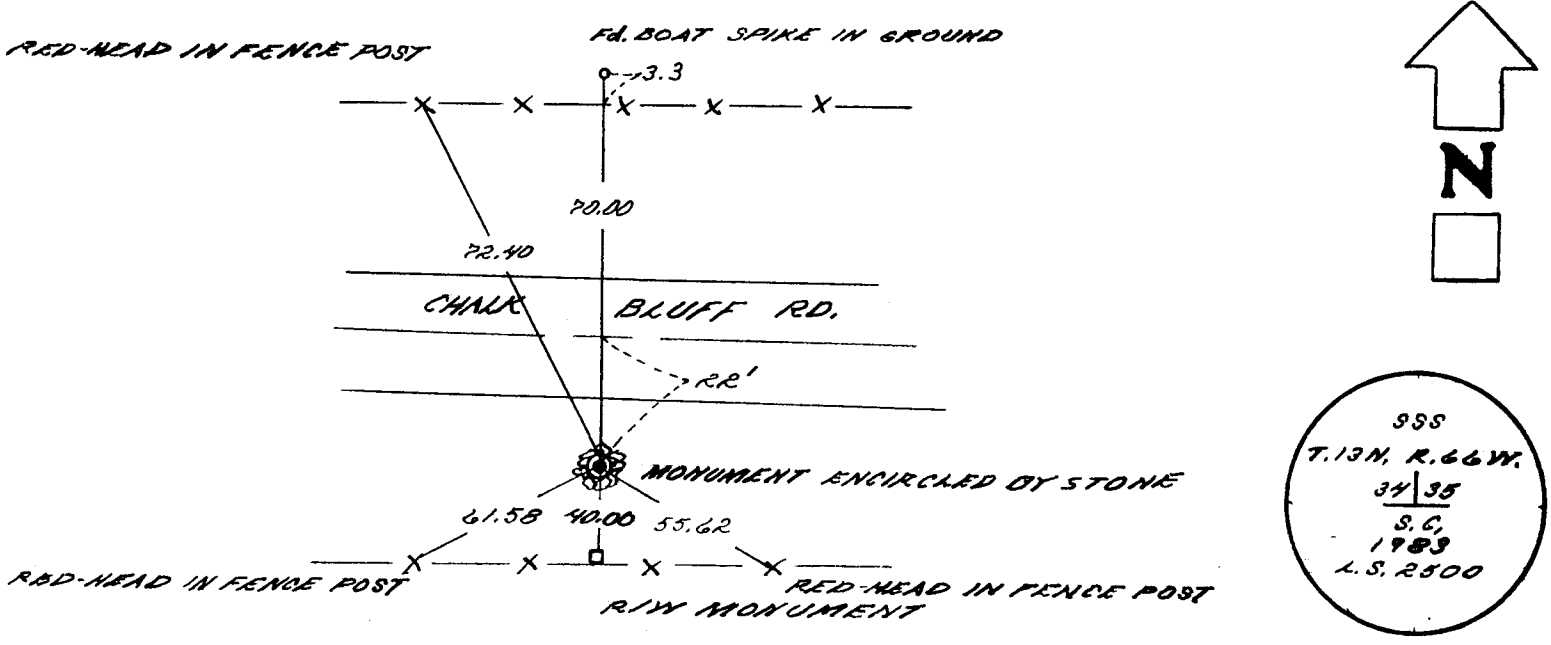 RED-HEAD IN FENCE POST
Fd. BOAT SPIKE IN GROUND
3.3
70.00
72.40
CHALK BLUFF RD.
22'
MONUMENT ENCIRCLED BY STONE
61.58 40.00 55.62
RED-HEAD IN FENCE POST
RED-HEAD IN FENCE POST
R/W MONUMENT
N
SSS
T.13N, R.66W.
34 35
S.C,
1983
L.S. 2500